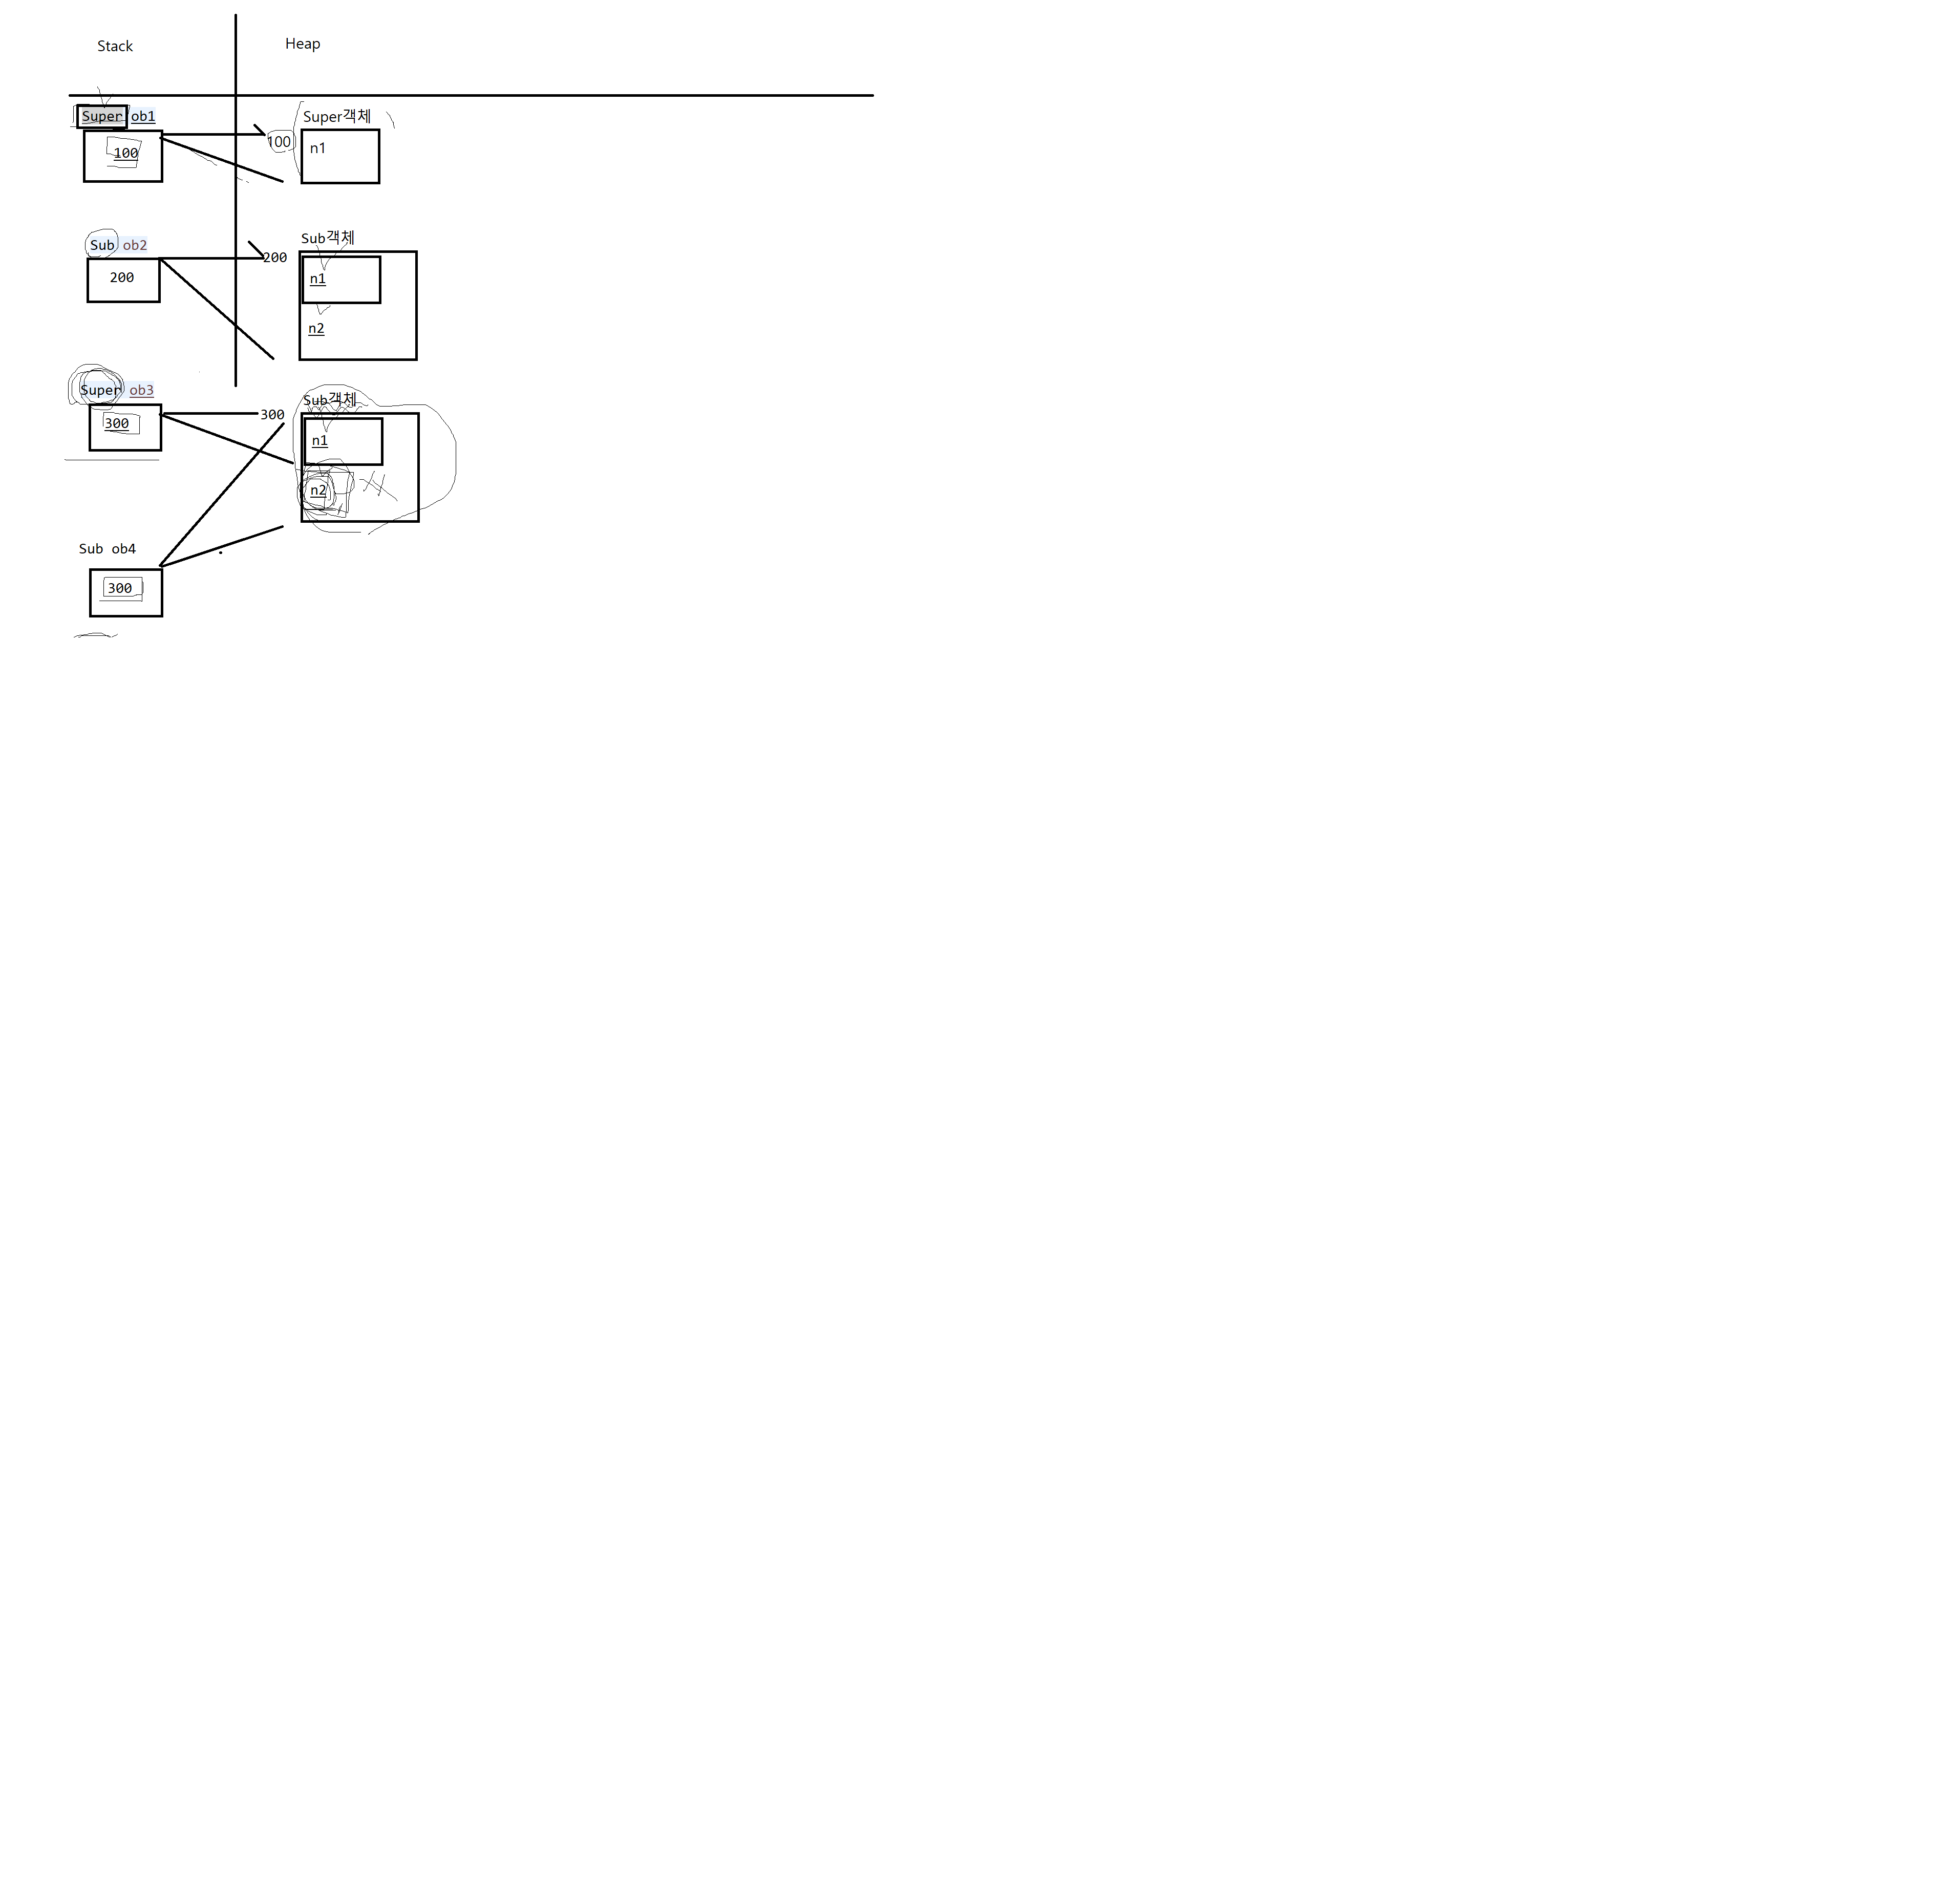 Stack
Heap
Super ob1
Super객체
100
100
n1
Sub ob2
Sub객체
200
200
n1
n2
Super ob3
Sub객체
300
300
n1
n2
Sub ob4
300